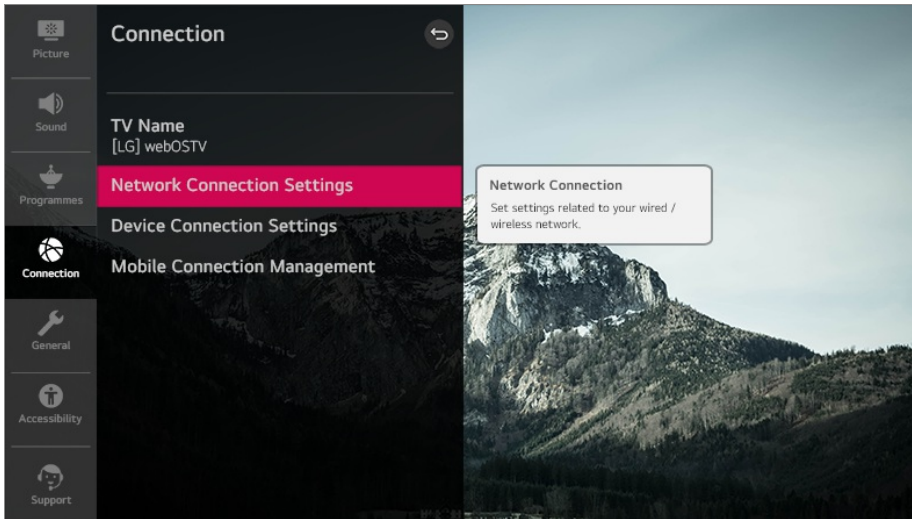 Picture
Sound
Programmes
Connection
General
Accessibility
Support
Connection
TV Name
[LG] webOSTV
Network Connection Settings
Device Connection Settings
Mobile Connection Management
Network Connection
Set settings related to your wired /
wireless network.